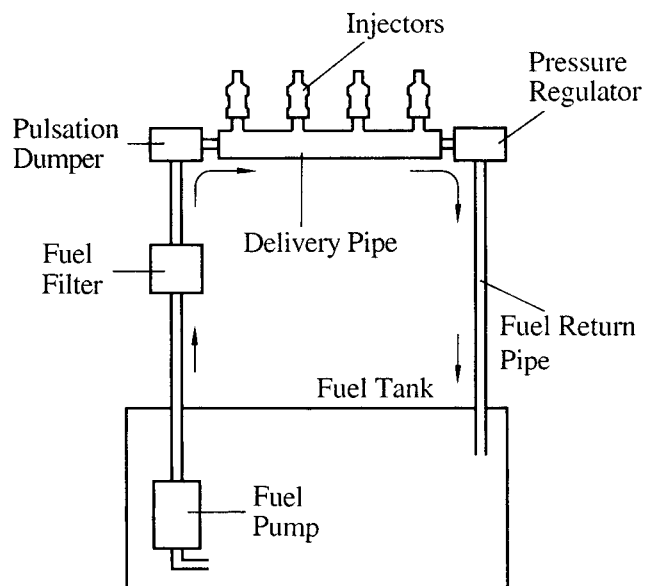 Injectors
Pressure
Regulator
Pulsation
Dumper
Delivery Pipe
Fuel
Filter
Fuel Return
Pipe
Fuel Tank
Fuel
Pump